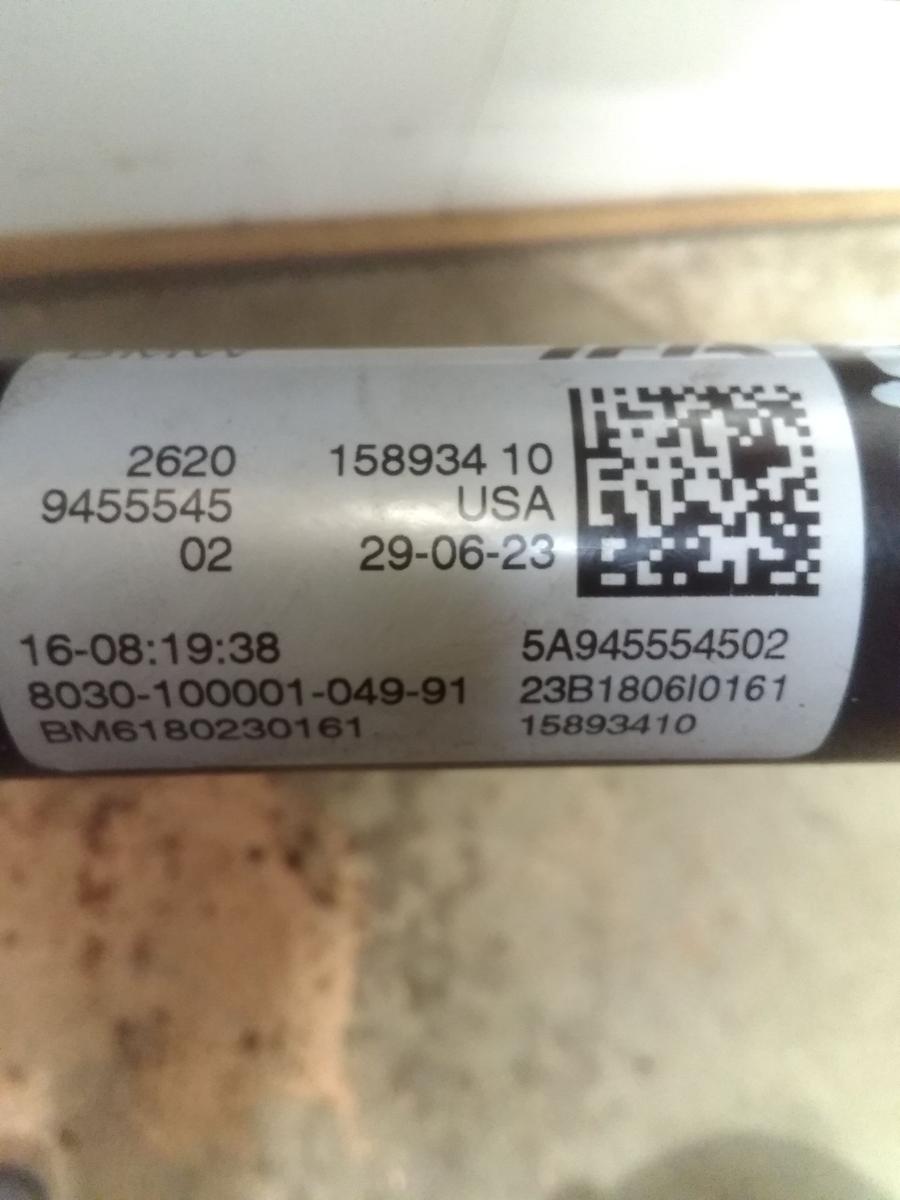 2620 158934 10
9455545 USA
02 29-06-23
16-08:19:38 5A945554502
8030-100001-049-91 23B1806I0161
BM6180230161 15893410